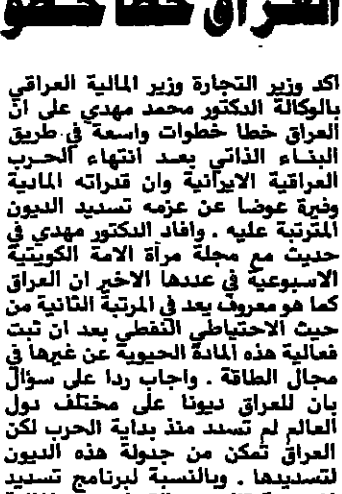 العراق خطا خطو
اكد وزير التجارة وزير المالية العراقي
بالوكالة الدكتور محمد مهدي على ان
العراق خطا خطوات واسعة في طريق
البناء الذاتي بعد انتهاء الحرب
العراقية الايرانية وان قدراته المادية
وفيرة عوضا عن عزمه تسديد الديون
المترتبة عليه . وافاد الدكتور مهدي في
حديث مع مجلة مرآة الامة الكويتية
الاسبوعية في عددها الاخير ان العراق
كما هو معروف يعد في المرتبة الثانية من
حيث الاحتياطي النفطي بعد ان ثبت
فعالية هذه المادة الحيوية عن غيرها في
مجال الطاقة . واجاب ردا على سؤال
بان للعراق ديونا على مختلف دول
العالم لم تسدد منذ بداية الحرب لكن
العراق تمكن من جدولة هذه الديون
لتسديدها . وبالنسبة لبرنامج تسديد